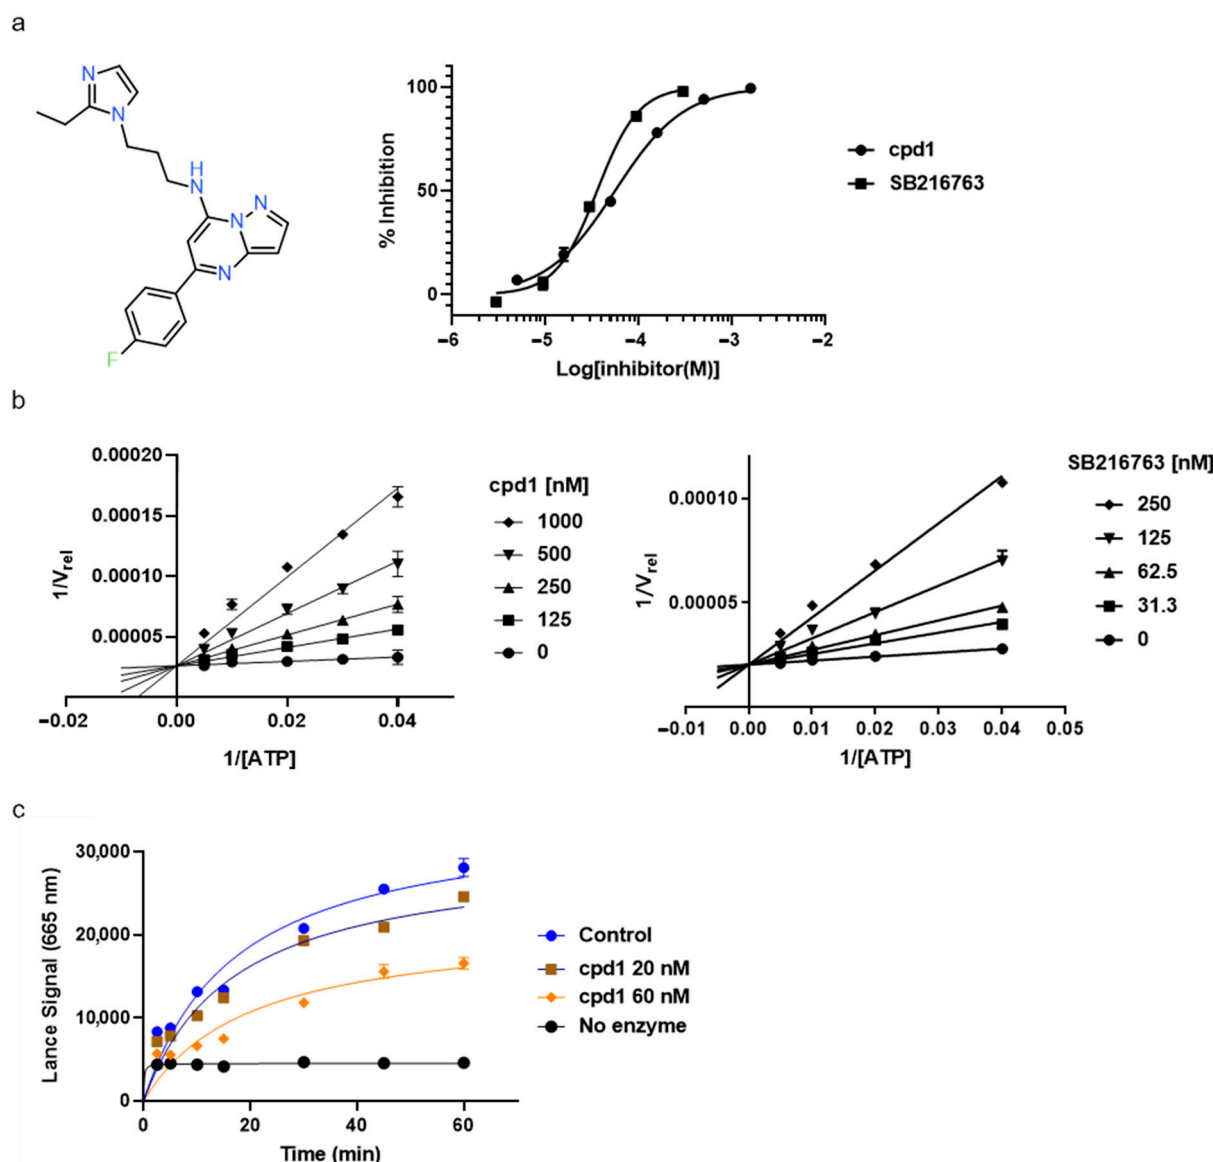 a
N
N
H
N
N
N
N
F
% Inhibition
100
50
0
−6
−5
−4
−3
−2
Log[inhibitor(M)]
cpd1
SB216763
b
1/Vrel
0.00020
0.00015
0.00010
0.00005
−0.02
0.00
0.02
0.04
1/[ATP]
cpd1 [nM]
1000
500
250
125
0
1/Vrel
0.00010
0.00005
−0.01
0.00
0.01
0.02
0.03
0.04
0.05
1/[ATP]
SB216763 [nM]
250
125
62.5
31.3
0
c
Lance Signal (665 nm)
30,000
20,000
10,000
0
0
20
40
60
Time (min)
Control
cpd1 20 nM
cpd1 60 nM
No enzyme